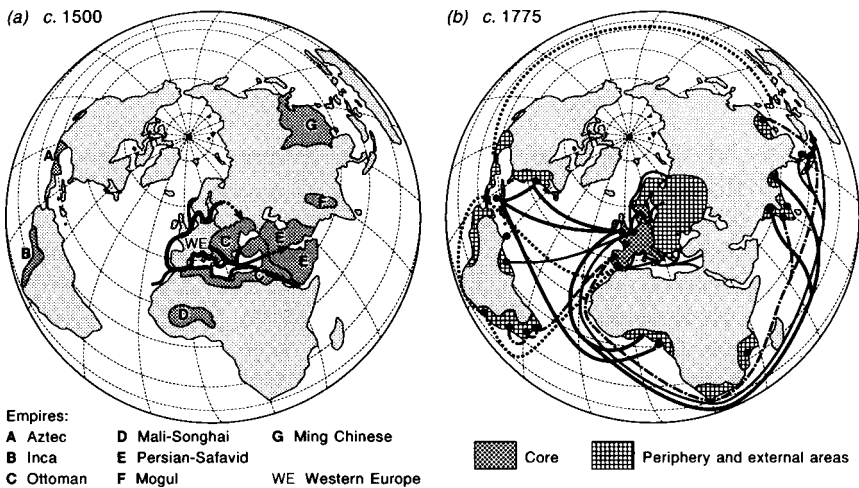 (a) c. 1500
(b) c. 1775
G
A
F
WE
C
E
E
B
D
Empires:
A Aztec
B Inca
C Ottoman
D Mali-Songhai
E Persian-Safavid
F Mogul
G Ming Chinese
WE Western Europe
Core
Periphery and external areas